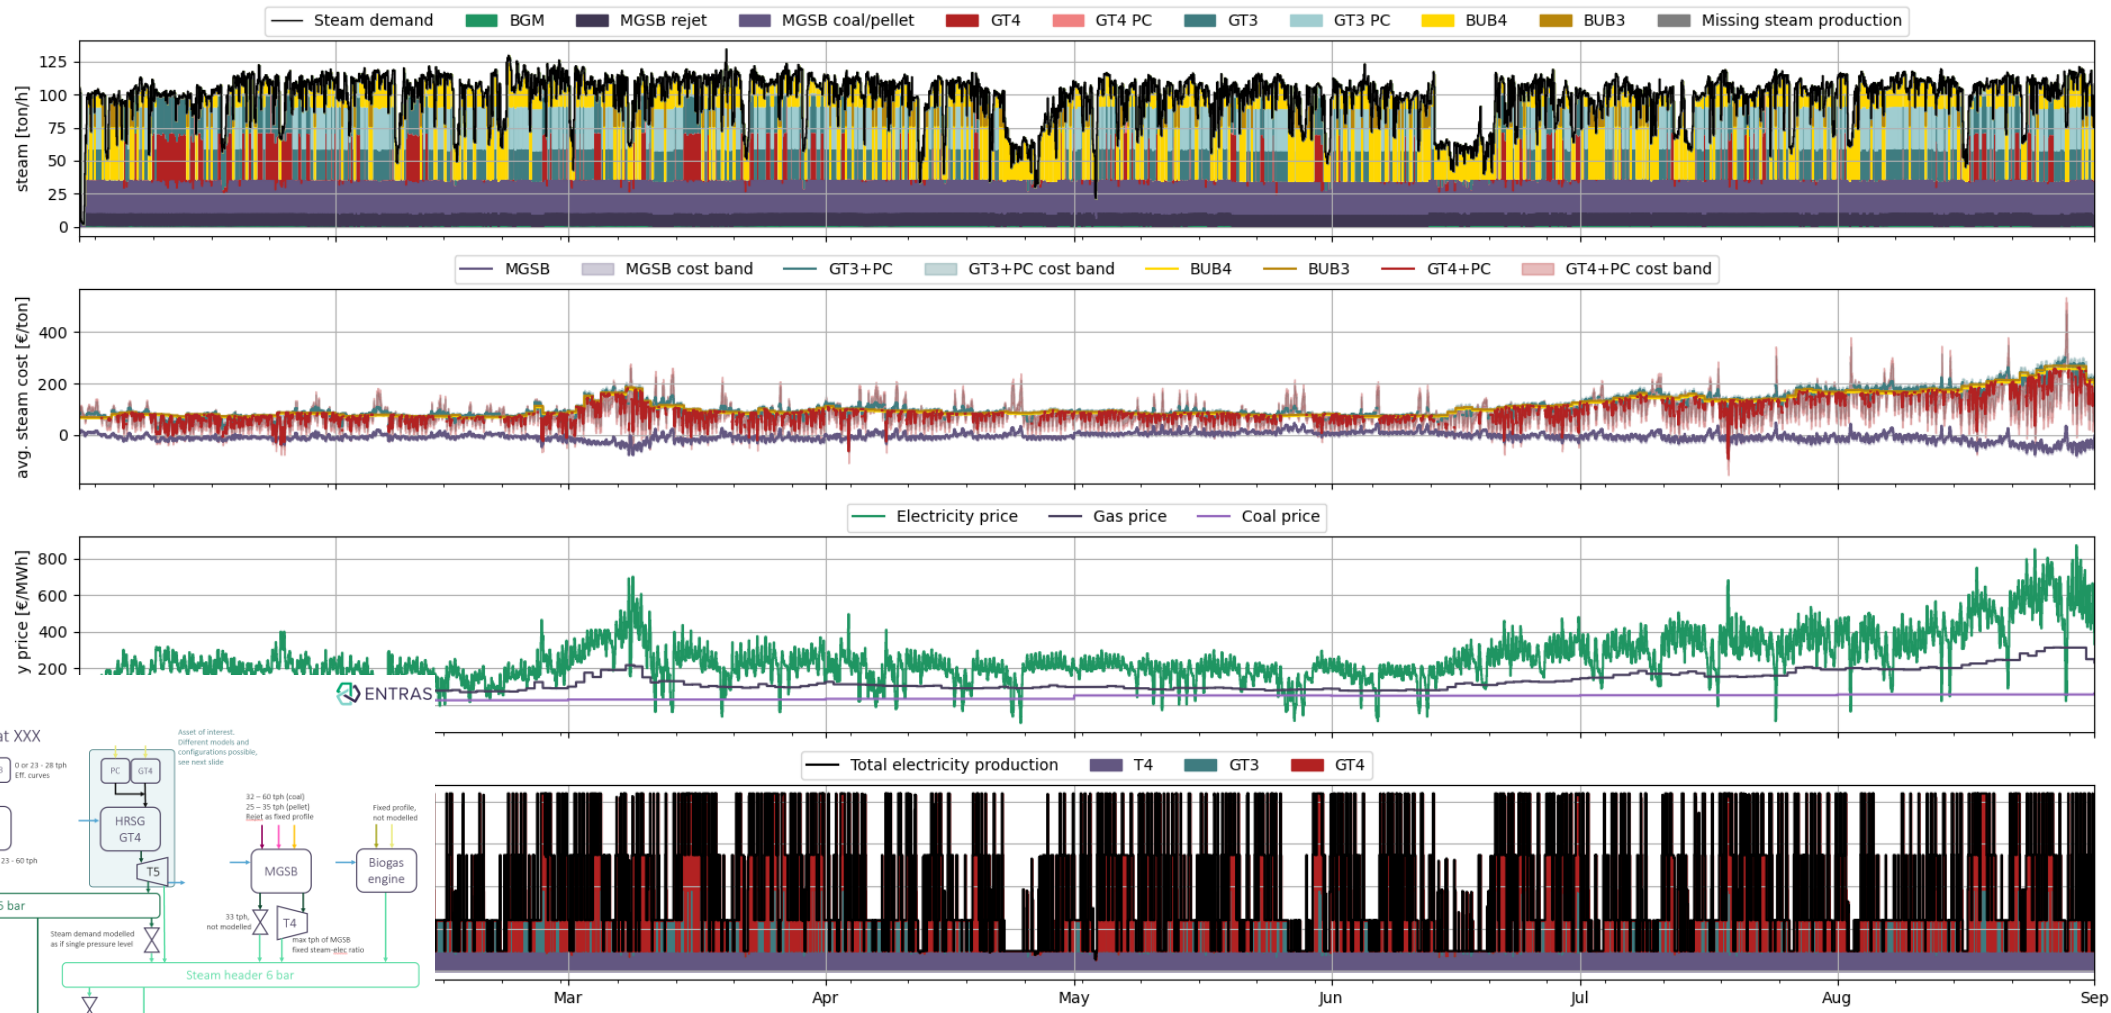 Steam demand BGM MGSB rejet MGSB coal/pellet GT4 GT4 PC GT3 GT3 PC BUB4 BUB3 Missing steam production
steam [ton/h]
125
100
75
50
25
0
MGSB MGSB cost band GT3+PC GT3+PC cost band BUB4 BUB3 GT4+PC GT4+PC cost band
avg. steam cost [€/ton]
400
200
0
Electricity price Gas price Coal price
y price [€/MWh]
800
600
400
200
ENTRAS
at XXX
Asset of interest.
Different models and
configurations possible,
see next slide
0 or 23 - 28 tph
Eff. curves
PC GT4
HRSG
GT4
23 - 60 tph
T5
bar
32 – 60 tph (coal)
25 – 35 tph (pellet)
Rejet as fixed profile
Fixed profile,
not modelled
MGSB
Biogas
engine
33 tph,
not modelled
T4
max tph of MGSB
fixed steam-elec ratio
Steam demand modelled
as if single pressure level
Steam header 6 bar
Total electricity production T4 GT3 GT4
Mar Apr May Jun Jul Aug Sep